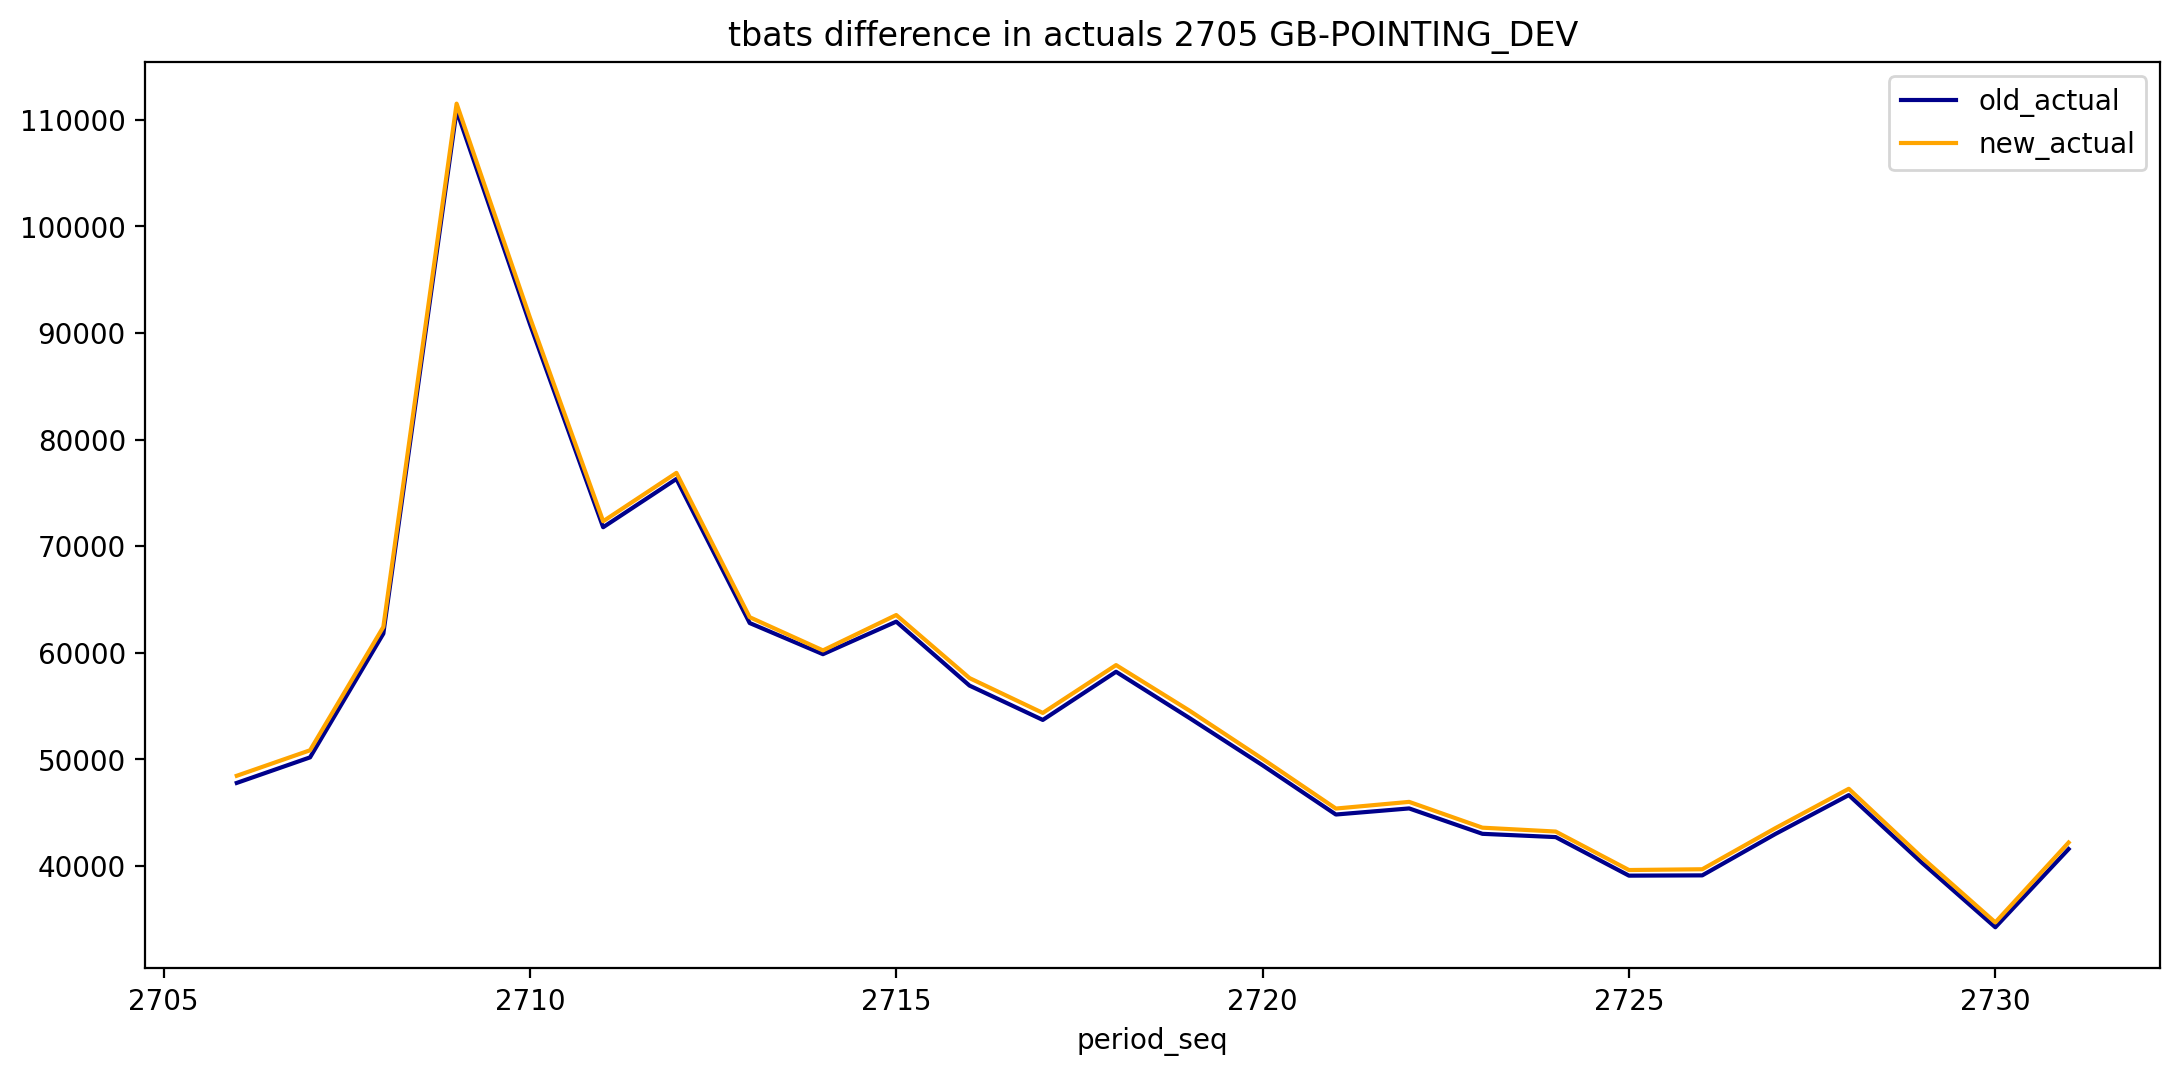 tbats difference in actuals 2705 GB-POINTING_DEV
old_actual
new_actual
110000
100000
90000
80000
70000
60000
50000
40000
2705 2710 2715 2720 2725 2730
period_seq